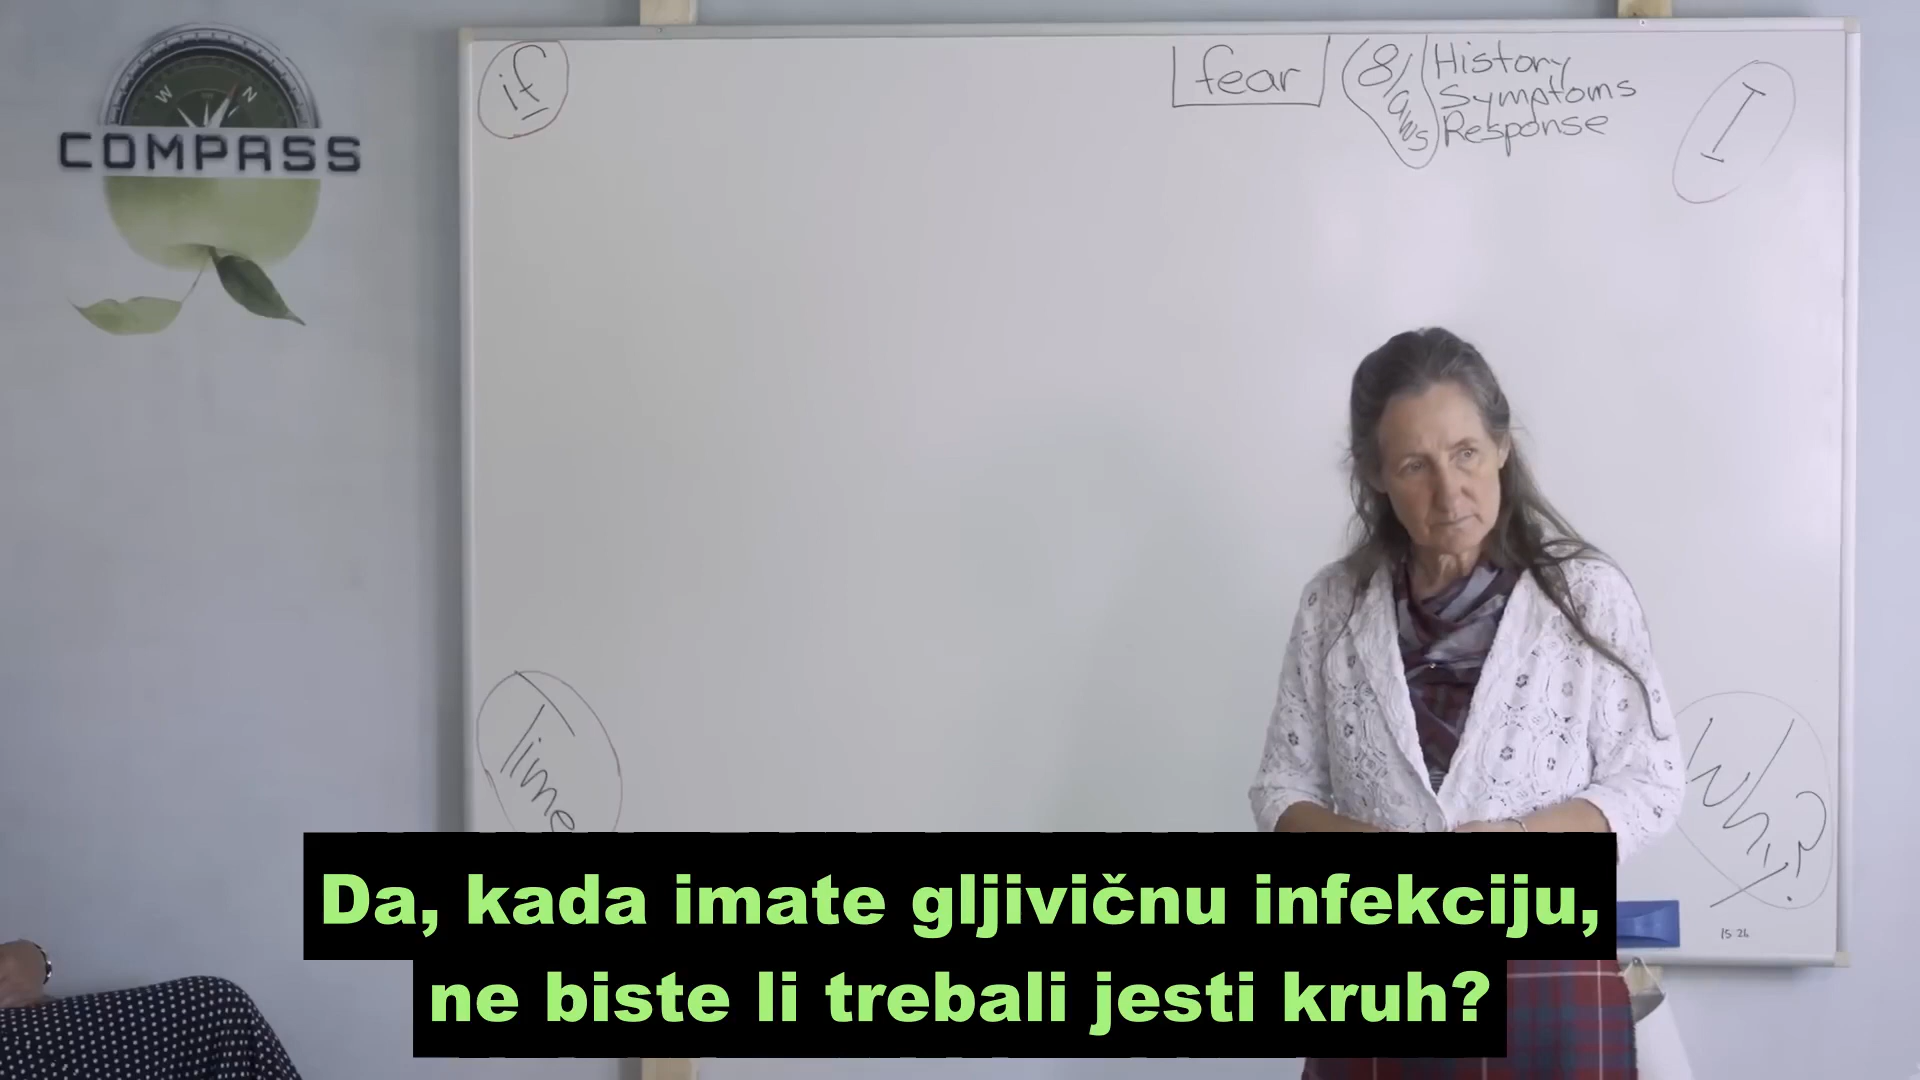 W N
COMPASS
if
fear
8 laws
History
Symptoms
Response
I
Time
Why?
15:26
Da, kada imate gljivičnu infekciju,
ne biste li trebali jesti kruh?